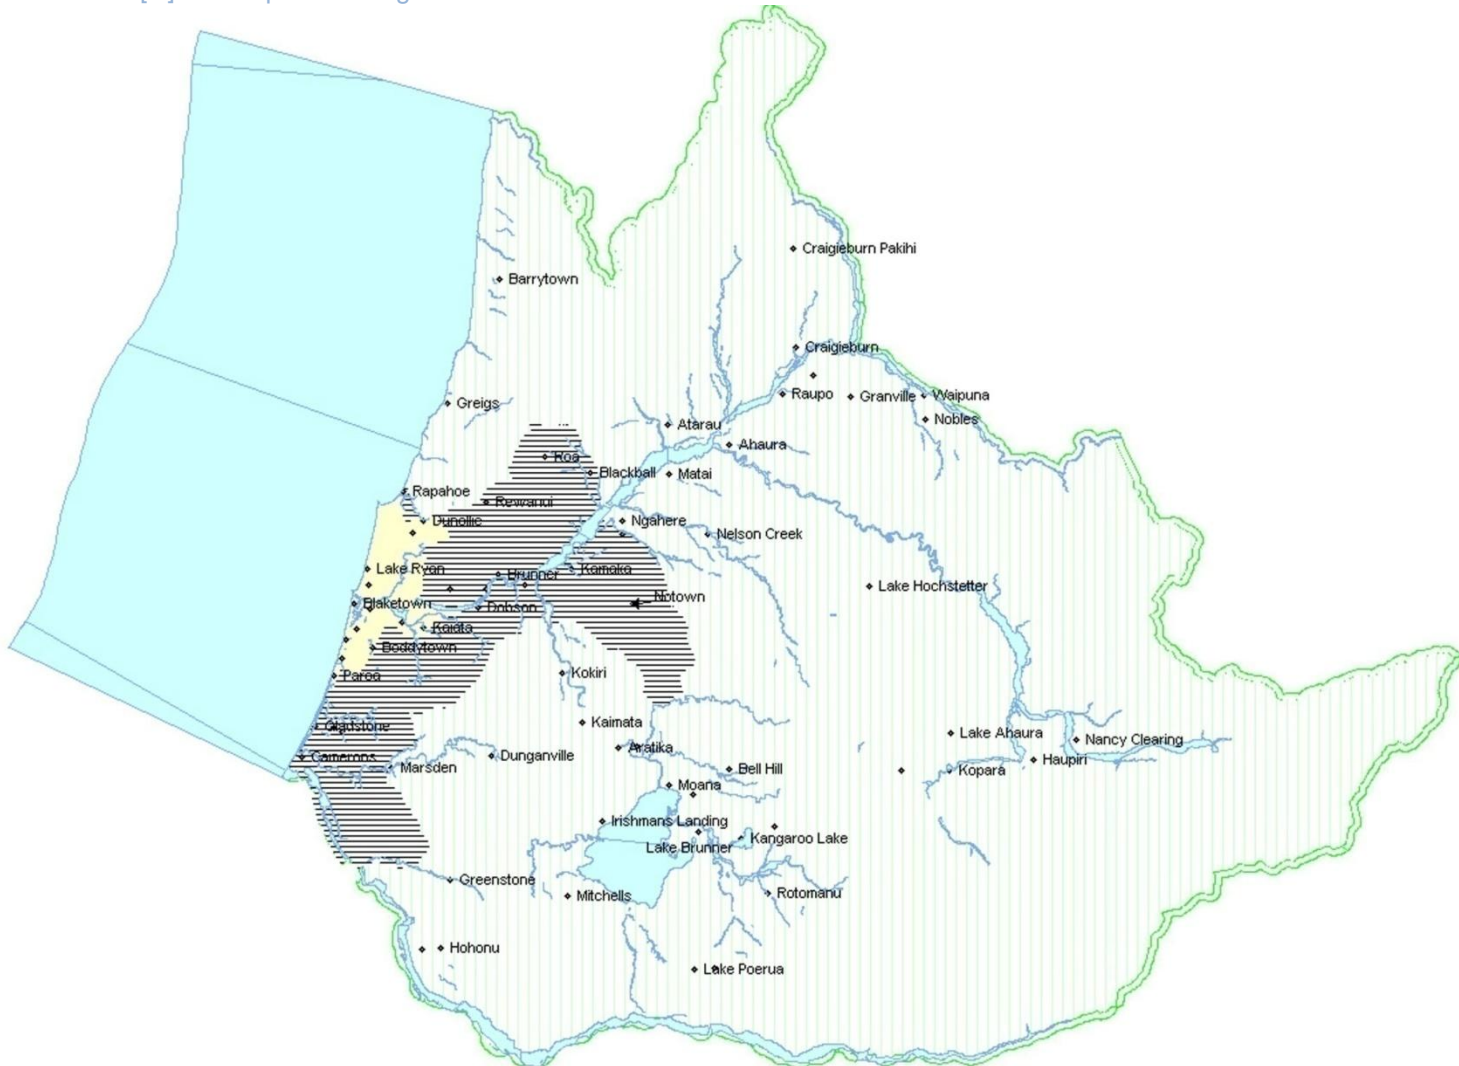 Craigieburn Pakihi
Barrytown
Craigieburn
Raupo
Granville
Waipuna
Greigs
Nobles
Atarau
Ahaura
Roa
Blackball
Matai
Rapahoe
Rewanui
Dunollie
Ngahere
Nelson Creek
Lake Ryan
Brunner
Kamaka
Lake Hochstetter
Blaketown
Dobson
Notown
Kaiata
Boddytown
Paroa
Kokiri
Gladstone
Kaimata
Lake Ahaura
Nancy Clearing
Aratika
Camerons
Marsden
Dunganville
Bell Hill
Kopara
Haupiri
Moana
Irishmans Landing
Kangaroo Lake
Lake Brunner
Greenstone
Mitchells
Rotomanu
Hohonu
Lake Poerua